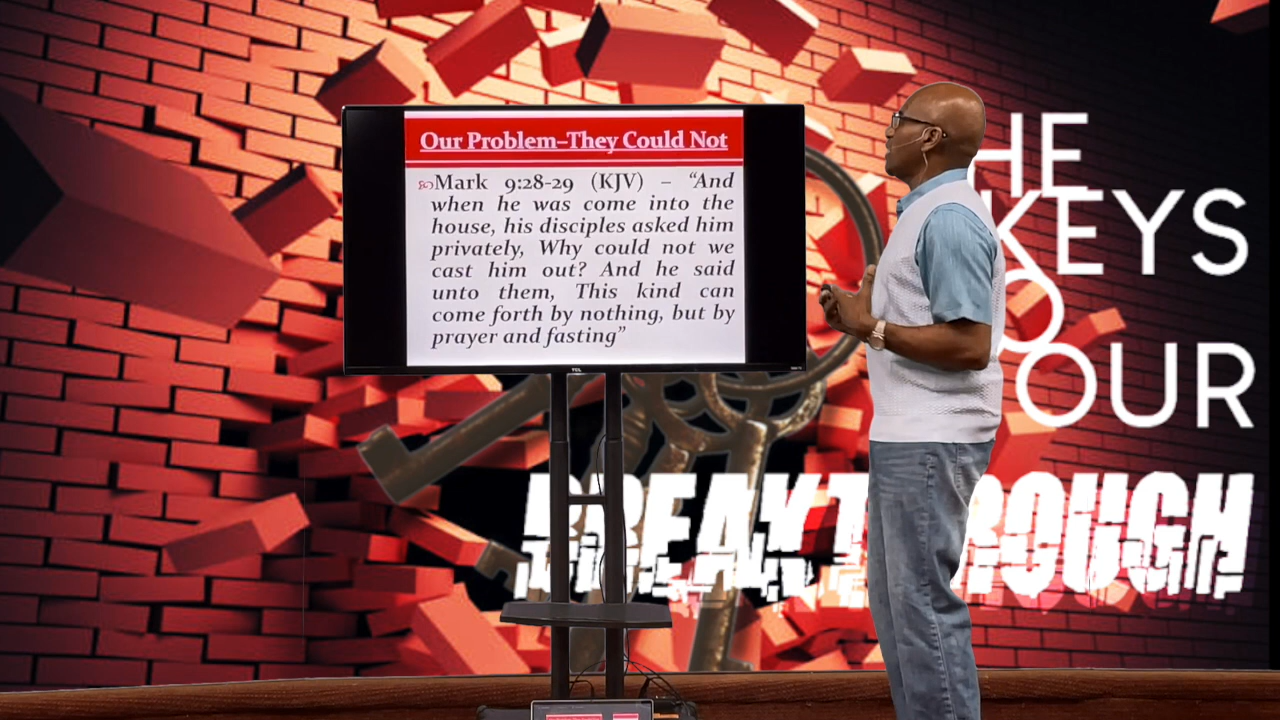 Our Problem–They Could Not
Mark 9:28-29 (KJV) – “And
when he was come into the
house, his disciples asked him
privately, Why could not we
cast him out? And he said
unto them, This kind can
come forth by nothing, but by
prayer and fasting”
TCL
HE
KEYS
O
OUR
BREAKTHROUGH